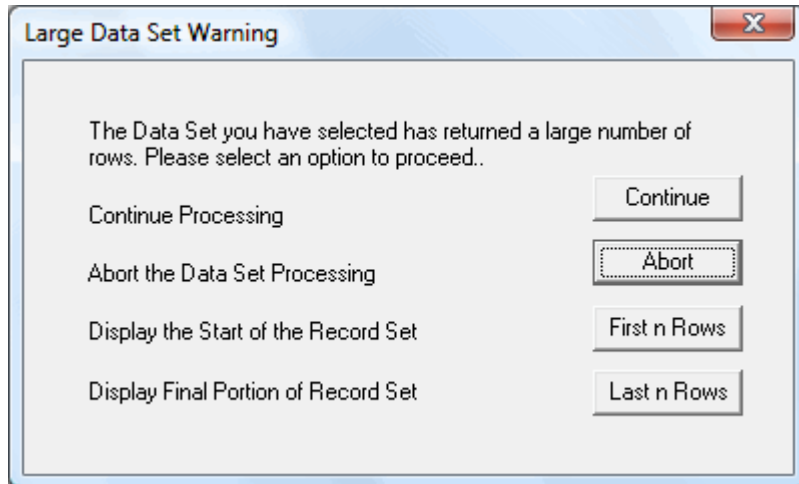 Large Data Set Warning
The Data Set you have selected has returned a large number of
rows. Please select an option to proceed..
Continue Processing
Continue
Abort the Data Set Processing
Abort
Display the Start of the Record Set
First n Rows
Display Final Portion of Record Set
Last n Rows